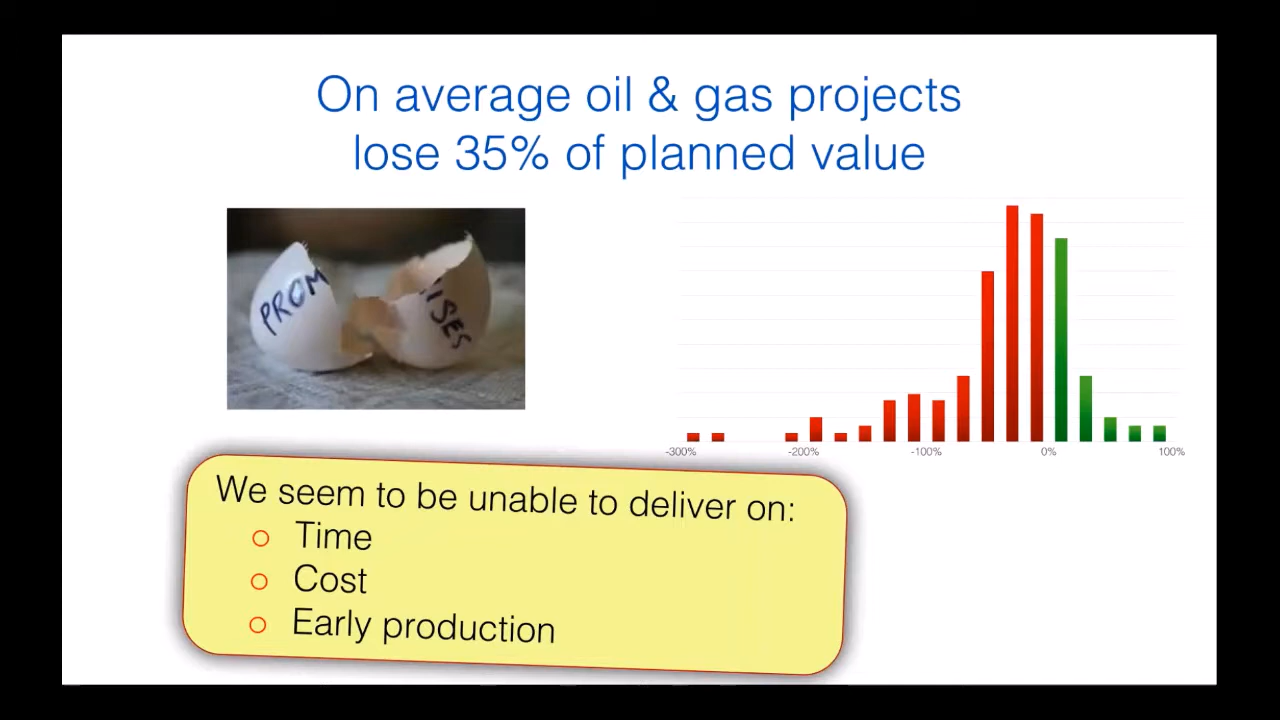 On average oil & gas projects
lose 35% of planned value
PROM ISES
-300% -200% -100% 0% 100%
We seem to be unable to deliver on:
Time
Cost
Early production